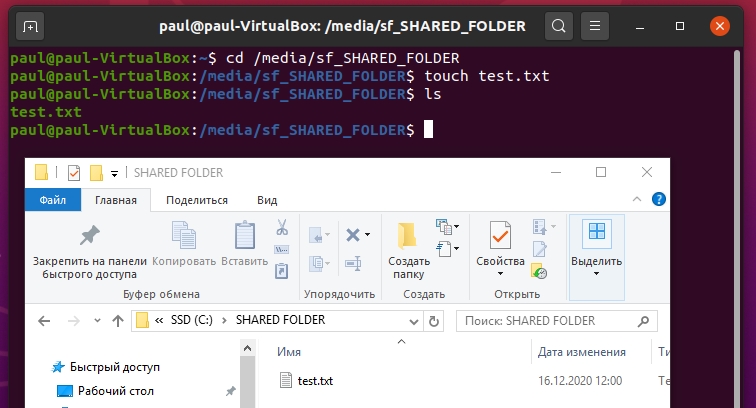 paul@paul-VirtualBox: /media/sf_SHARED_FOLDER
paul@paul-VirtualBox:~$ cd /media/sf_SHARED_FOLDER
paul@paul-VirtualBox:/media/sf_SHARED_FOLDER$ touch test.txt
paul@paul-VirtualBox:/media/sf_SHARED_FOLDER$ ls
test.txt
paul@paul-VirtualBox:/media/sf_SHARED_FOLDER$
SHARED FOLDER
Файл Главная Поделиться Вид
Закрепить на панели быстрого доступа
Копировать
Вставить
Создать папку
Свойства
Выделить
Буфер обмена Упорядочить Создать Открыть
« SSD (C:) > SHARED FOLDER
Поиск: SHARED FOLDER
Имя Дата изменения
Быстрый доступ
test.txt 16.12.2020 12:00
Рабочий стол